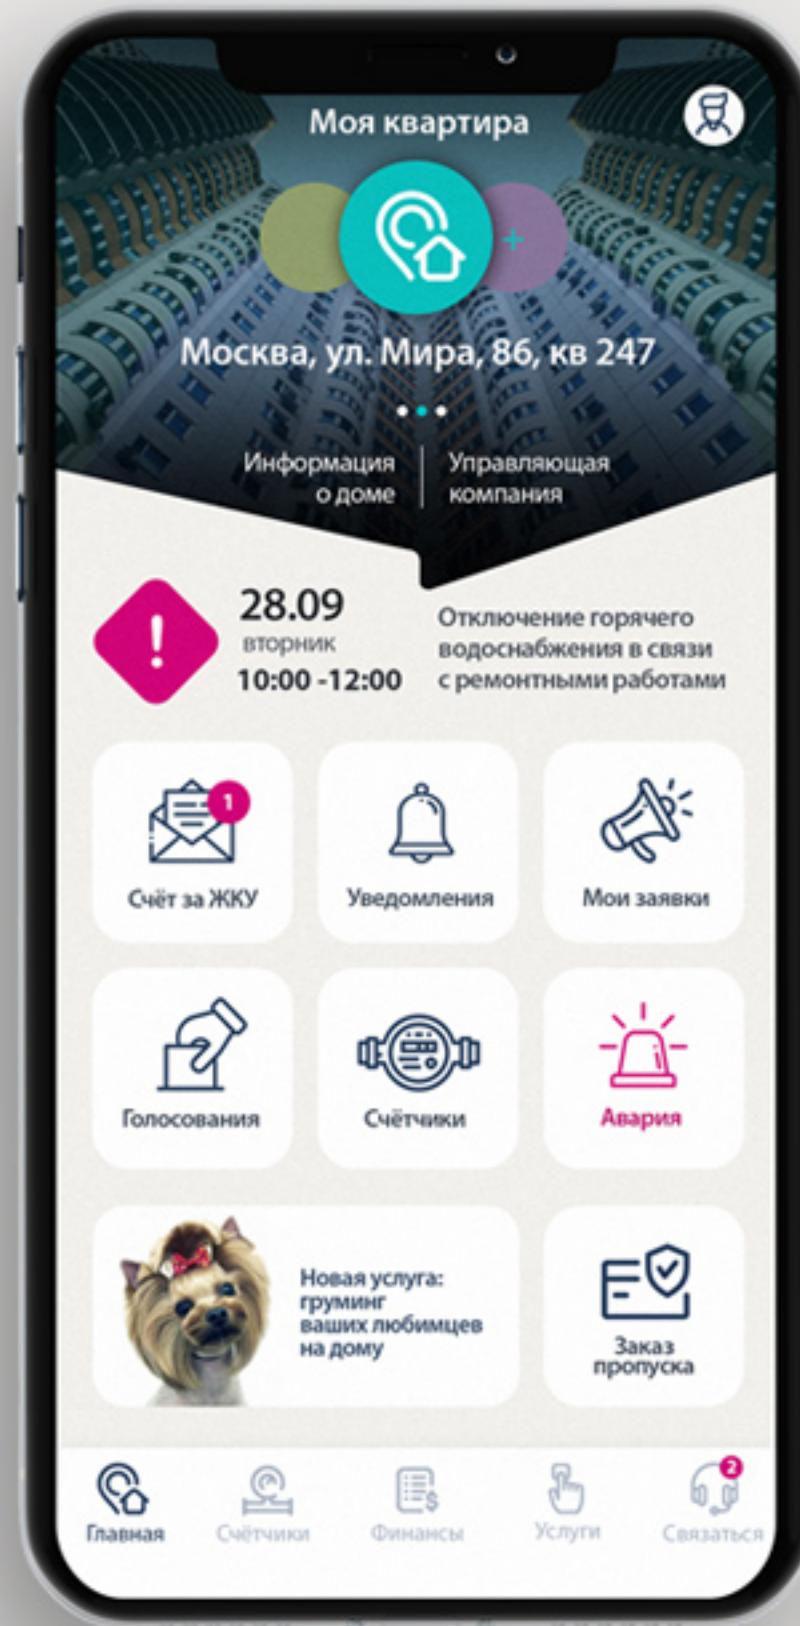 Моя квартира
+
Москва, ул. Мира, 86, кв 247
Информация
о доме
Управляющая
компания
!
28.09
вторник
10:00 -12:00
Отключение горячего
водоснабжения в связи
с ремонтными работами
1
Счёт за ЖКУ
Уведомления
Мои заявки
Голосования
Счётчики
Авария
Новая услуга:
груминг
ваших любимцев
на дому
Заказ
пропуска
Главная
Счётчики
$
Финансы
Услуги
2
Связаться